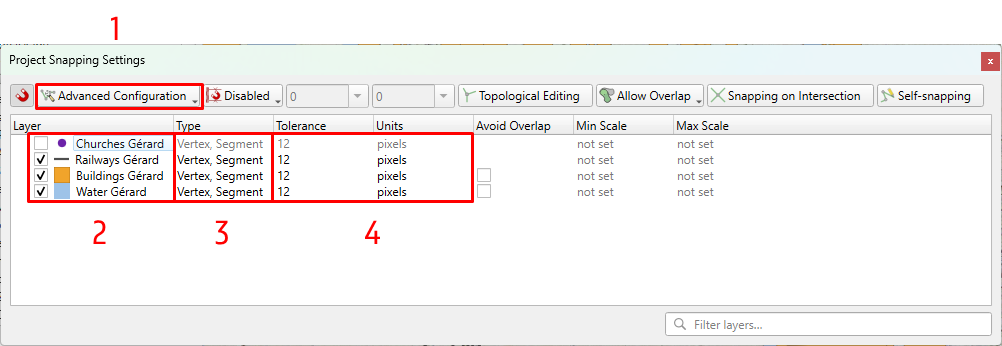 1
Project Snapping Settings
x
Advanced Configuration Disabled 0 0 Topological Editing Allow Overlap Snapping on Intersection Self-snapping
Layer Type Tolerance Units Avoid Overlap Min Scale Max Scale
Churches Gérard Vertex, Segment 12 pixels not set not set
Railways Gérard Vertex, Segment 12 pixels not set not set
Buildings Gérard Vertex, Segment 12 pixels not set not set
Water Gérard Vertex, Segment 12 pixels not set not set
2 3 4
Filter layers...